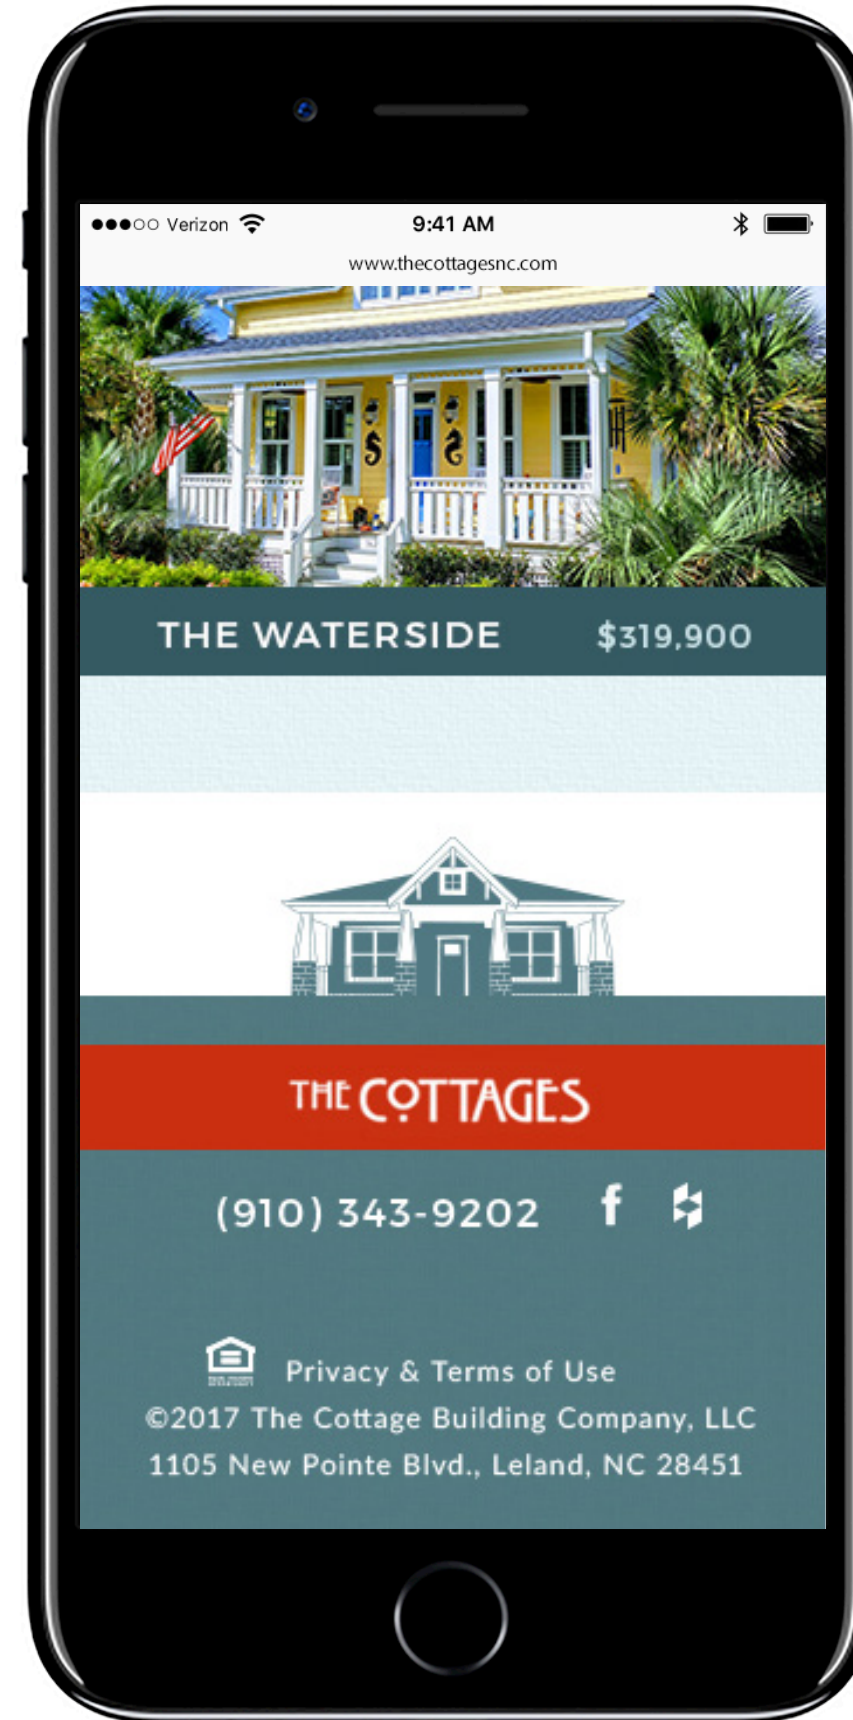 Verizon 9:41 AM
www.thecottagesnc.com
THE WATERSIDE $319,900
THE COTTAGES
(910) 343-9202 f
Privacy & Terms of Use
©2017 The Cottage Building Company, LLC
1105 New Pointe Blvd., Leland, NC 28451